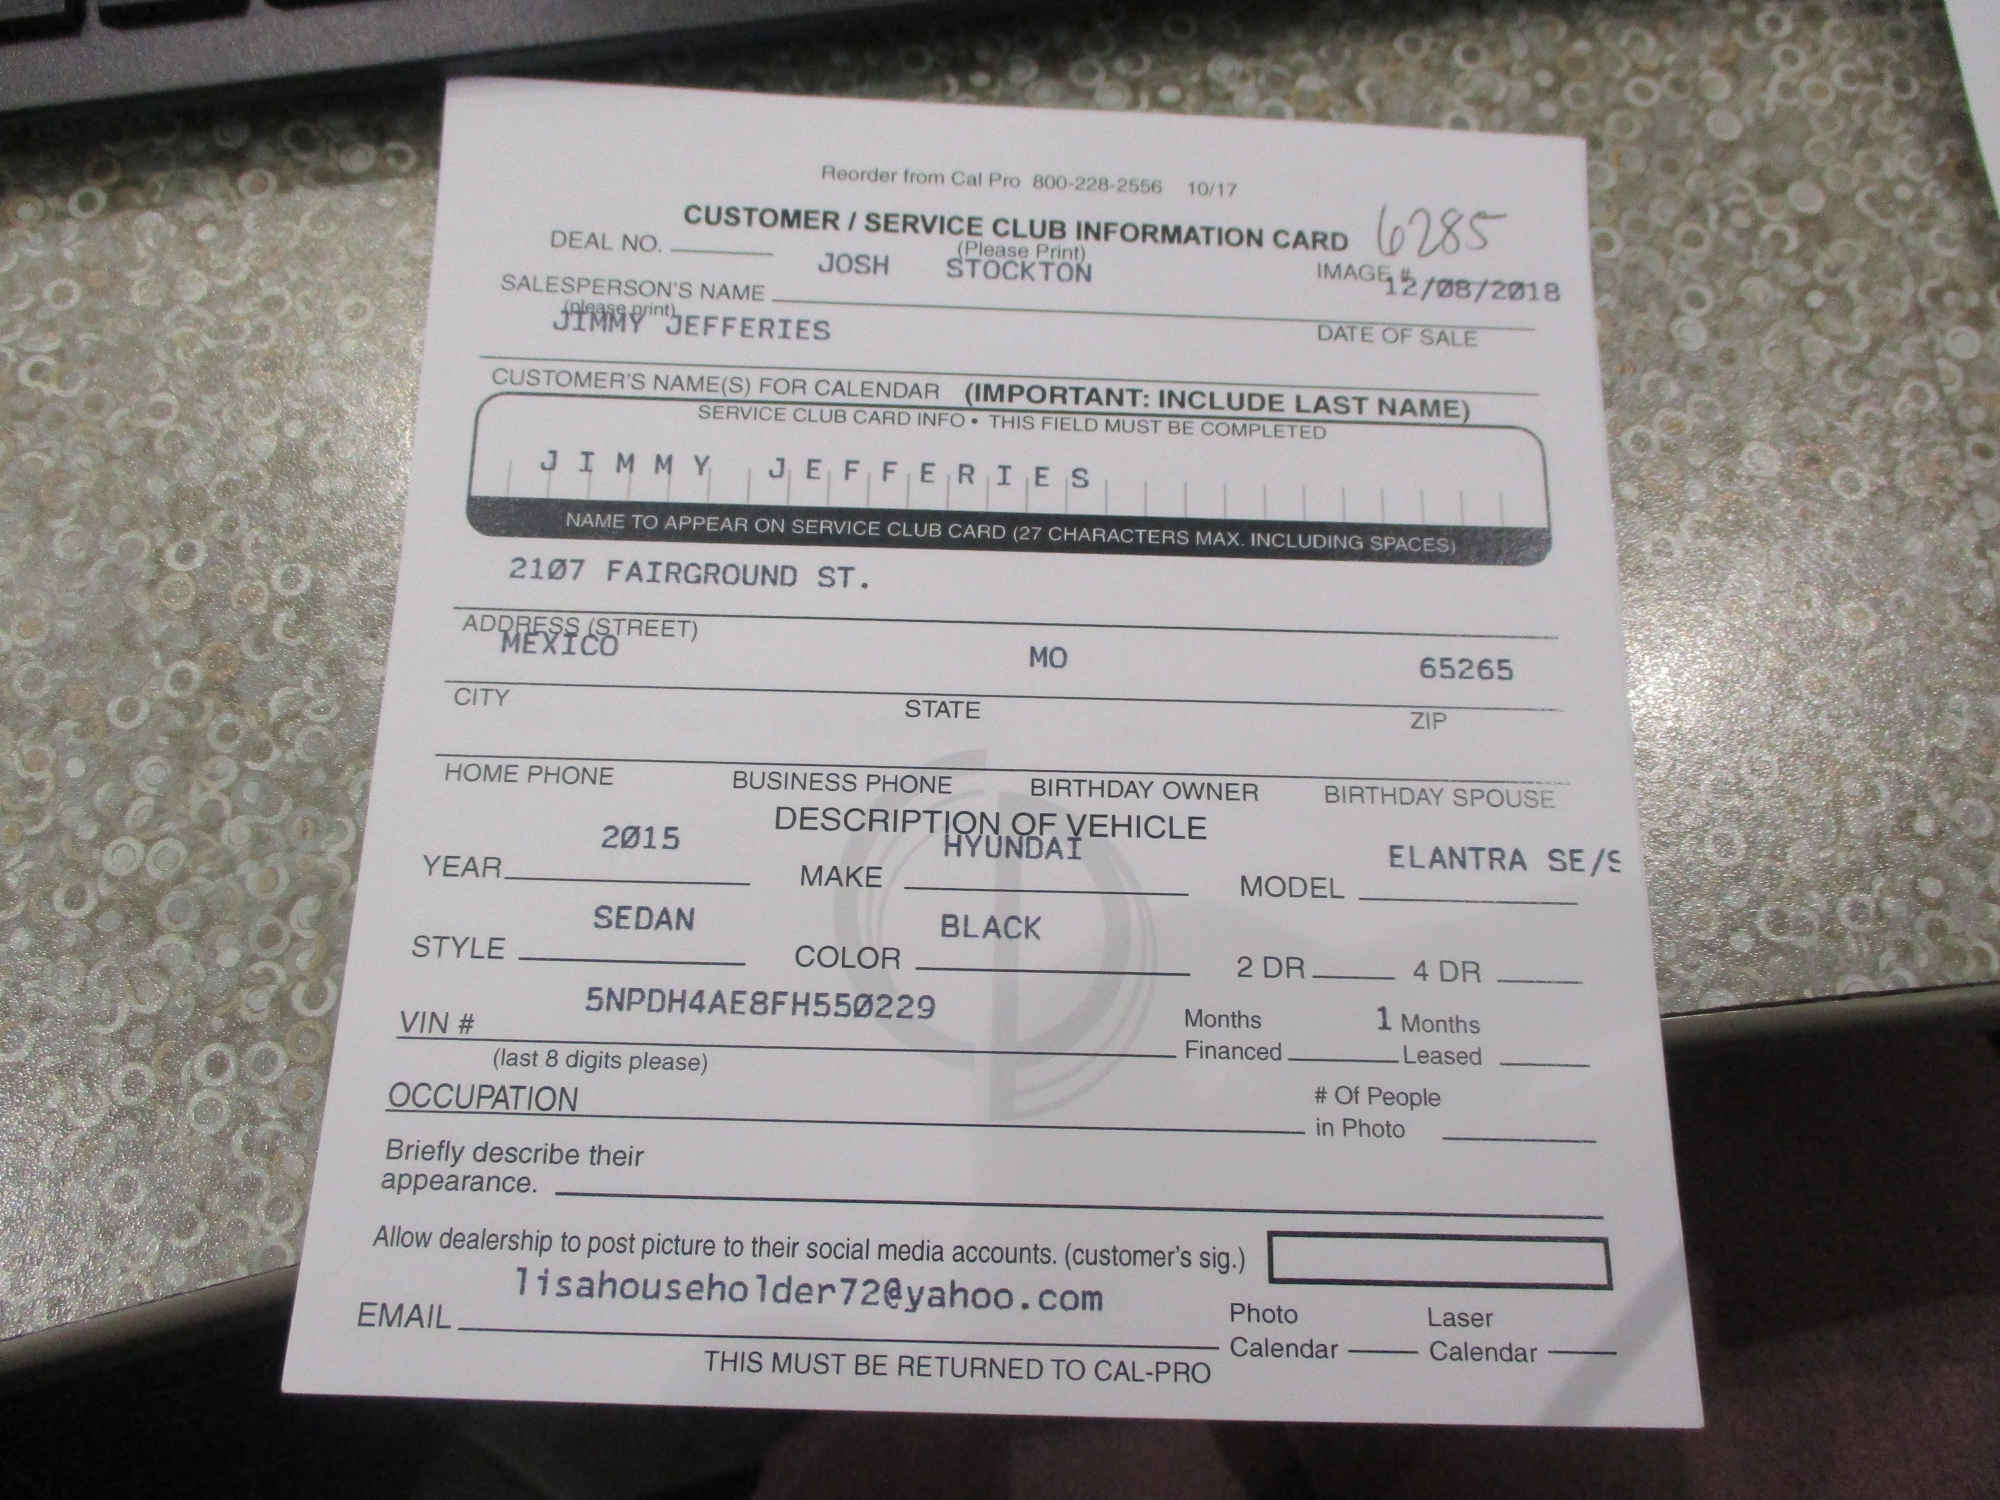 Reorder from Cal Pro 800-228-2556 10/17
CUSTOMER / SERVICE CLUB INFORMATION CARD 6285
DEAL NO. (Please Print) IMAGE #
JOSH STOCKTON 12/08/2018
SALESPERSON'S NAME
(please print) DATE OF SALE
JIMMY JEFFERIES
CUSTOMER'S NAME(S) FOR CALENDAR (IMPORTANT: INCLUDE LAST NAME)
SERVICE CLUB CARD INFO • THIS FIELD MUST BE COMPLETED
JIMMY JEFFERIES
NAME TO APPEAR ON SERVICE CLUB CARD (27 CHARACTERS MAX. INCLUDING SPACES)
2107 FAIRGROUND ST.
ADDRESS (STREET)
MEXICO MO 65265
CITY STATE ZIP
HOME PHONE BUSINESS PHONE BIRTHDAY OWNER BIRTHDAY SPOUSE
DESCRIPTION OF VEHICLE
2015 HYUNDAI ELANTRA SE/S
YEAR MAKE MODEL
SEDAN BLACK
STYLE COLOR 2 DR 4 DR
5NPDH4AE8FH550229 Months 1 Months
VIN # Financed Leased
(last 8 digits please)
OCCUPATION # Of People
in Photo
Briefly describe their
appearance.
Allow dealership to post picture to their social media accounts. (customer's sig.)
lisahouseholder72@yahoo.com Photo Laser
EMAIL Calendar Calendar
THIS MUST BE RETURNED TO CAL-PRO